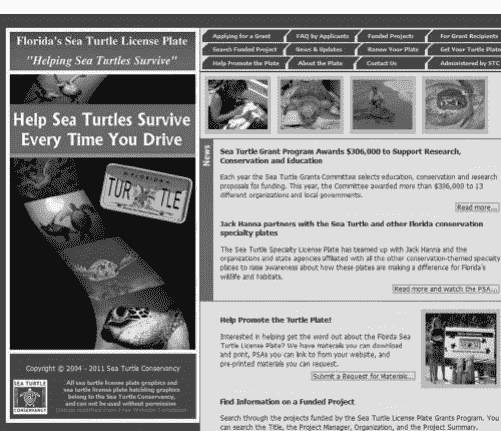 Florida's Sea Turtle License Plate
"Helping Sea Turtles Survive"
Help Sea Turtles Survive
Every Time You Drive
FLORIDA
TUR TLE
Copyright © 2004 - 2011 Sea Turtle Conservancy
SEA TURTLE
CONSERVANCY
All sea turtle license plate graphics and
sea turtle license plate hatchling graphics
belong to the Sea Turtle Conservancy,
and can not be used without permission
Applying for a Grant
FAQ by Applicants
Funded Projects
For Grant Recipients
Search Funded Project
News & Updates
Renew Your Plate
Get Your Turtle Plate
Help Promote the Plate
About the Plate
Contact Us
Administered by STC
News
Sea Turtle Grant Program Awards $306,000 to Support Research,
Conservation and Education
Each year the Sea Turtle Grants Committee selects education, conservation and research
proposals for funding. This year, the Committee awarded more than $306,000 to 13
different organizations and local governments.
Read more...
Jack Hanna partners with the Sea Turtle and other florida conservation
specialty plates
The Sea Turtle Specialty License Plate has teamed up with Jack Hanna and the
organizations and state agencies affiliated with all the other conservation-themed specialty
plates to raise awareness about how these plates are making a difference for Florida's
wildlife and habitats.
Read more and watch the PSA...
Help Promote the Turtle Plate!
Interested in helping get the word out about the Florida Sea
Turtle License Plate? We have materials you can download
and print, PSAs you can link to from your website, and
pre-printed materials you can request.
Submit a Request for Materials...
Find Information on a Funded Project
Search through the projects funded by the Sea Turtle License Plate Grants Program. You
can search the Title, the Project Manager, Organization, and the Project Summary.